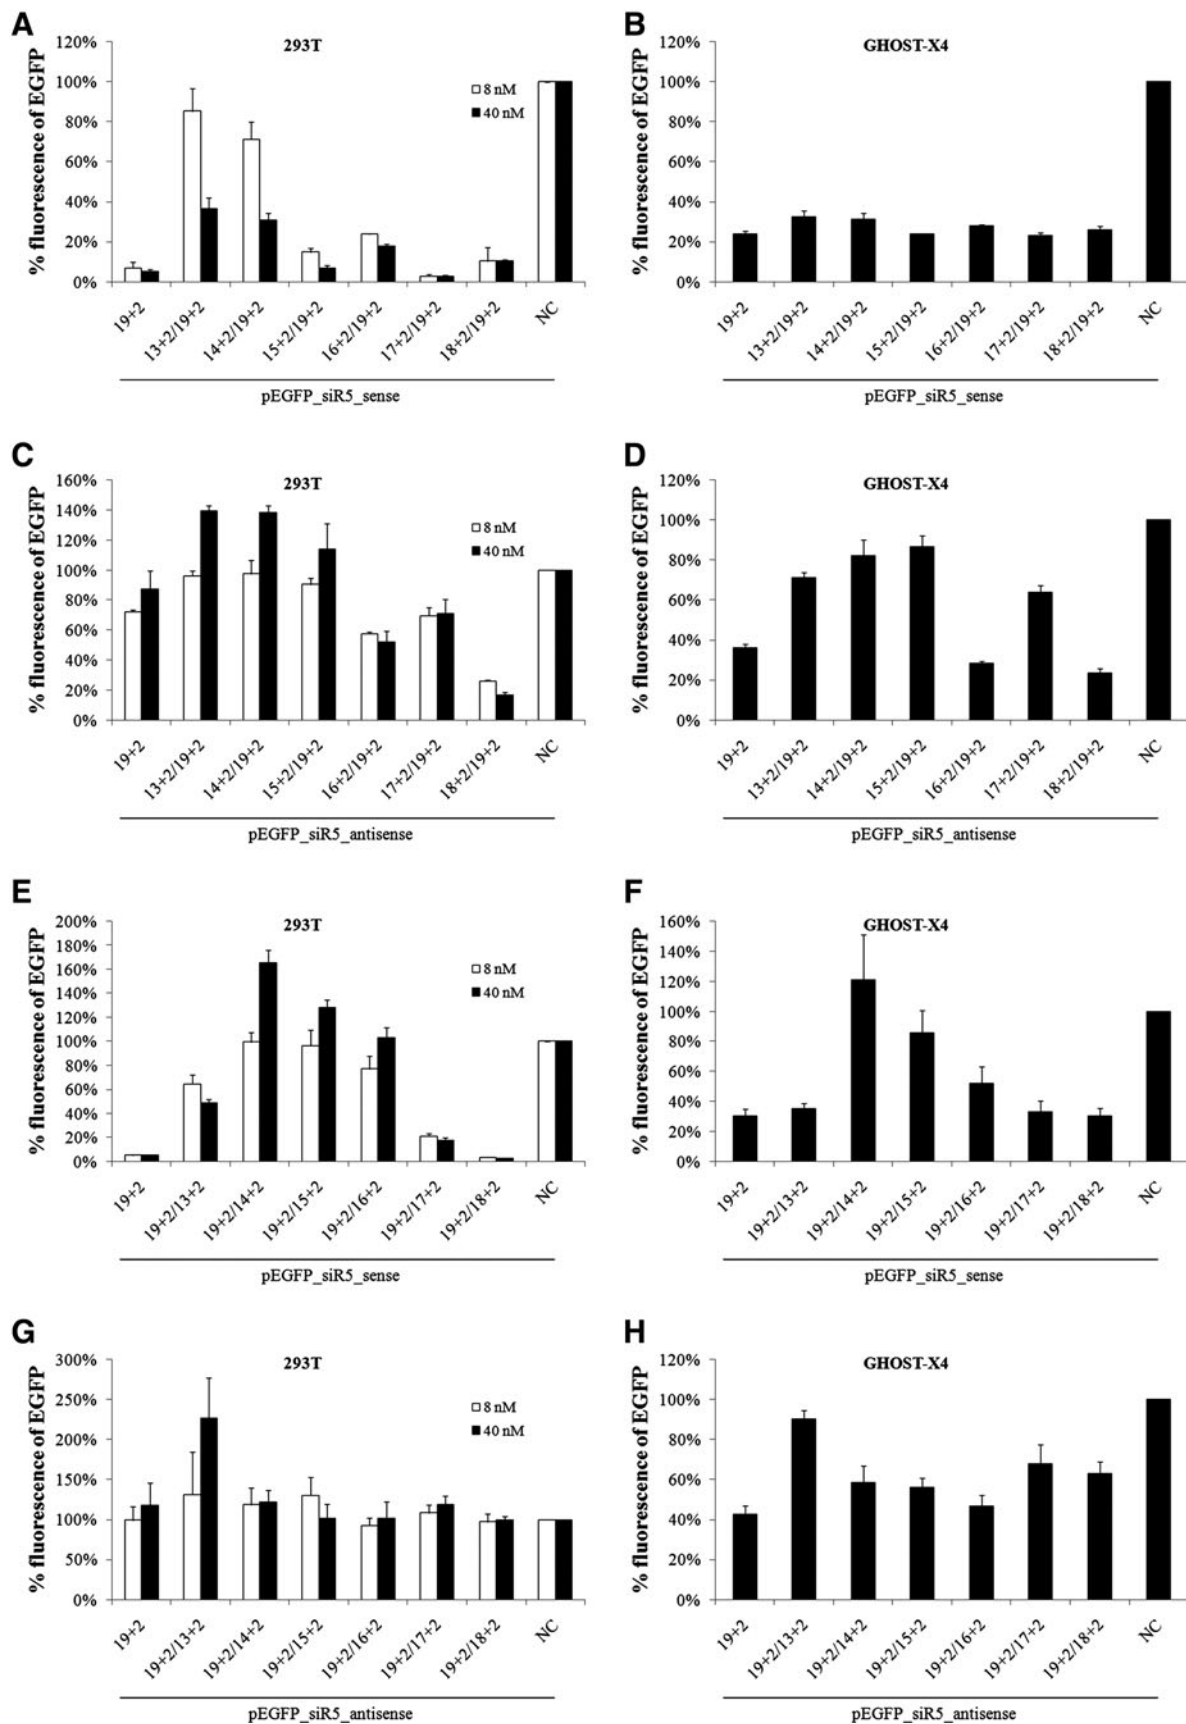 A
B
293T
GHOST-X4
% fluorescence of EGFP
120%
100%
80%
60%
40%
20%
0%
8 nM
40 nM
19+2
13+2/19+2
14+2/19+2
15+2/19+2
16+2/19+2
17+2/19+2
18+2/19+2
NC
pEGFP_siR5_sense
% fluorescence of EGFP
120%
100%
80%
60%
40%
20%
0%
19+2
13+2/19+2
14+2/19+2
15+2/19+2
16+2/19+2
17+2/19+2
18+2/19+2
NC
pEGFP_siR5_sense
C
D
293T
GHOST-X4
% fluorescence of EGFP
160%
140%
120%
100%
80%
60%
40%
20%
0%
8 nM
40 nM
19+2
13+2/19+2
14+2/19+2
15+2/19+2
16+2/19+2
17+2/19+2
18+2/19+2
NC
pEGFP_siR5_antisense
% fluorescence of EGFP
120%
100%
80%
60%
40%
20%
0%
19+2
13+2/19+2
14+2/19+2
15+2/19+2
16+2/19+2
17+2/19+2
18+2/19+2
NC
pEGFP_siR5_antisense
E
F
293T
GHOST-X4
% fluorescence of EGFP
200%
180%
160%
140%
120%
100%
80%
60%
40%
20%
0%
8 nM
40 nM
19+2
19+2/13+2
19+2/14+2
19+2/15+2
19+2/16+2
19+2/17+2
19+2/18+2
NC
pEGFP_siR5_sense
% fluorescence of EGFP
160%
140%
120%
100%
80%
60%
40%
20%
0%
19+2
19+2/13+2
19+2/14+2
19+2/15+2
19+2/16+2
19+2/17+2
19+2/18+2
NC
pEGFP_siR5_sense
G
H
293T
GHOST-X4
% fluorescence of EGFP
300%
250%
200%
150%
100%
50%
0%
8 nM
40 nM
19+2
19+2/13+2
19+2/14+2
19+2/15+2
19+2/16+2
19+2/17+2
19+2/18+2
NC
pEGFP_siR5_antisense
% fluorescence of EGFP
120%
100%
80%
60%
40%
20%
0%
19+2
19+2/13+2
19+2/14+2
19+2/15+2
19+2/16+2
19+2/17+2
19+2/18+2
NC
pEGFP_siR5_antisense